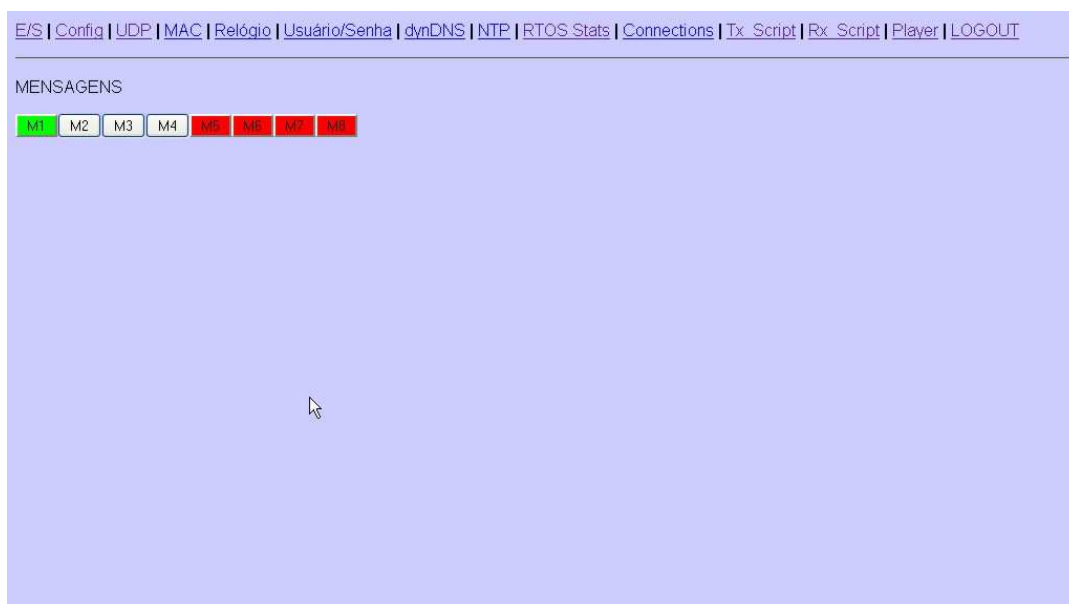 E/S | Config | UDP | MAC | Relógio | Usuário/Senha | dynDNS | NTP | RTOS Stats | Connections | Tx_Script | Rx_Script | Player | LOGOUT
MENSAGENS
M1 M2 M3 M4 M5 M6 M7 M8